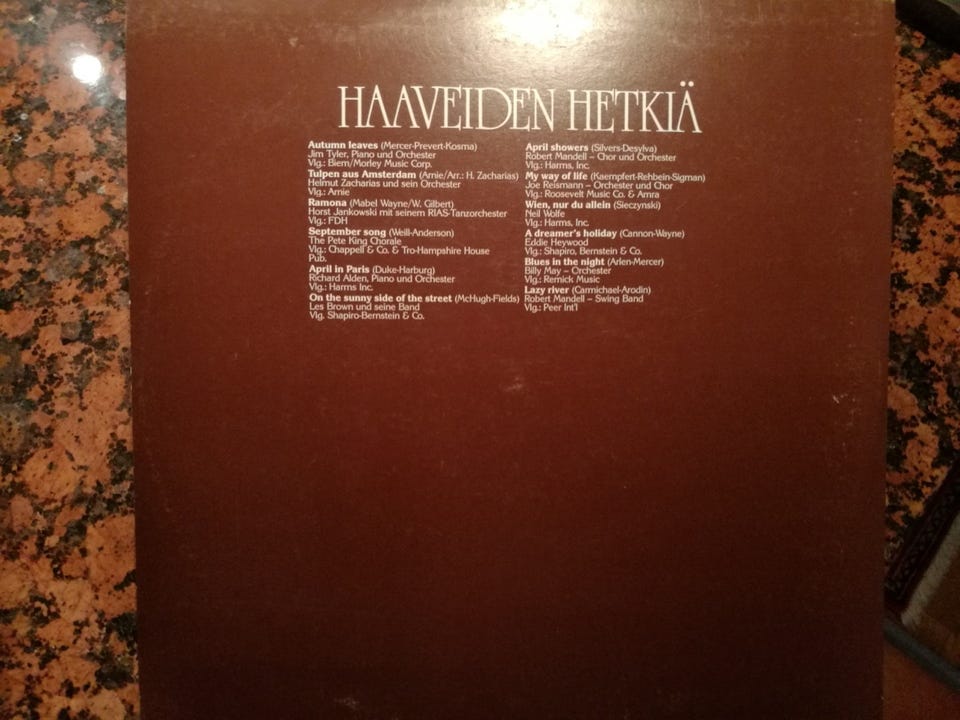 HAAVEIDEN HETKIÄ
Autumn leaves (Mercer-Prevert-Kosma)
Jim Tyler, Piano und Orchester
Vlg.: Biem/Morley Music Corp.
Tulpen aus Amsterdam (Arnie/Arr.: H. Zacharias)
Helmut Zacharias und sein Orchester
Vlg.: Arnie
Ramona (Mabel Wayne/W. Gilbert)
Horst Jankowski mit seinem RIAS-Tanzorchester
Vlg.: FDH
September song (Weill-Anderson)
The Pete King Chorale
Vlg.: Chappell & Co. & Tro-Hampshire House
Pub.
April in Paris (Duke-Harburg)
Richard Alden, Piano und Orchester
Vlg.: Harms Inc.
On the sunny side of the street (McHugh-Fields)
Les Brown und seine Band
Vlg. Shapiro-Bernstein & Co.
April showers (Silvers-Desylva)
Robert Mandell – Chor und Orchester
Vlg.: Harms, Inc.
My way of life (Kaempfert-Rehbein-Sigman)
Joe Reismann – Orchester und Chor
Vlg.: Roosevelt Music Co. & Amra
Wien, nur du allein (Sieczynski)
Neil Wolfe
Vlg.: Harms, Inc.
A dreamer's holiday (Cannon-Wayne)
Eddie Heywood
Vlg.: Shapiro, Bernstein & Co.
Blues in the night (Arlen-Mercer)
Billy May – Orchester
Vlg.: Remick Music
Lazy river (Carmichael-Arodin)
Robert Mandell – Swing Band
Vlg.: Peer Int'l